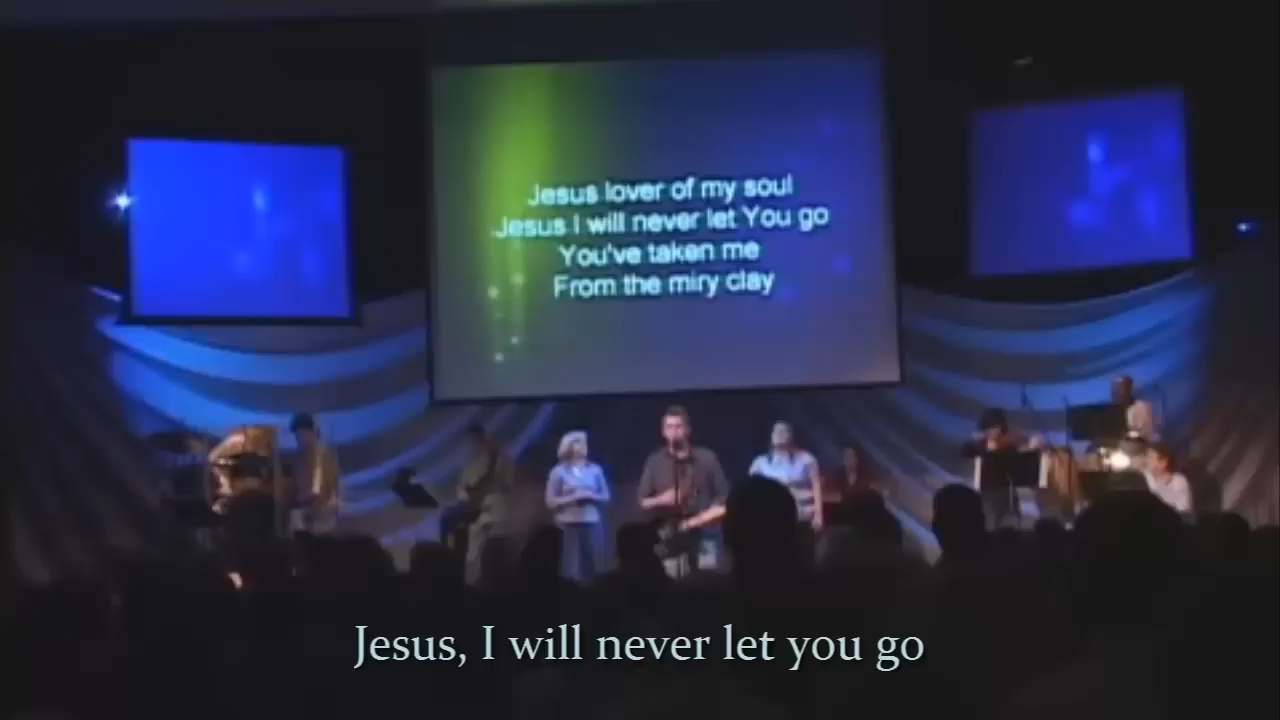 Jesus lover of my soul
Jesus I will never let You go
You've taken me
From the miry clay
Jesus, I will never let you go